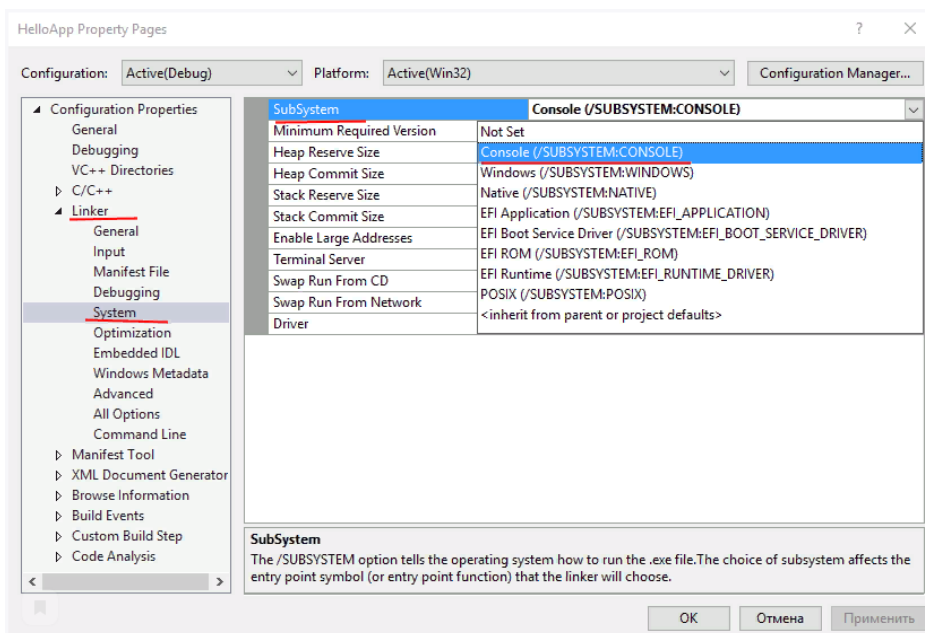 HelloApp Property Pages
Configuration: Active(Debug) Platform: Active(Win32) Configuration Manager...
Configuration Properties
General
Debugging
VC++ Directories
C/C++
Linker
General
Input
Manifest File
Debugging
System
Optimization
Embedded IDL
Windows Metadata
Advanced
All Options
Command Line
Manifest Tool
XML Document Generator
Browse Information
Build Events
Custom Build Step
Code Analysis
SubSystem Console (/SUBSYSTEM:CONSOLE)
Minimum Required Version
Heap Reserve Size
Heap Commit Size
Stack Reserve Size
Stack Commit Size
Enable Large Addresses
Terminal Server
Swap Run From CD
Swap Run From Network
Driver
Not Set
Console (/SUBSYSTEM:CONSOLE)
Windows (/SUBSYSTEM:WINDOWS)
Native (/SUBSYSTEM:NATIVE)
EFI Application (/SUBSYSTEM:EFI_APPLICATION)
EFI Boot Service Driver (/SUBSYSTEM:EFI_BOOT_SERVICE_DRIVER)
EFI ROM (/SUBSYSTEM:EFI_ROM)
EFI Runtime (/SUBSYSTEM:EFI_RUNTIME_DRIVER)
POSIX (/SUBSYSTEM:POSIX)
<inherit from parent or project defaults>
SubSystem
The /SUBSYSTEM option tells the operating system how to run the .exe file.The choice of subsystem affects the
entry point symbol (or entry point function) that the linker will choose.
OK Отмена Применить